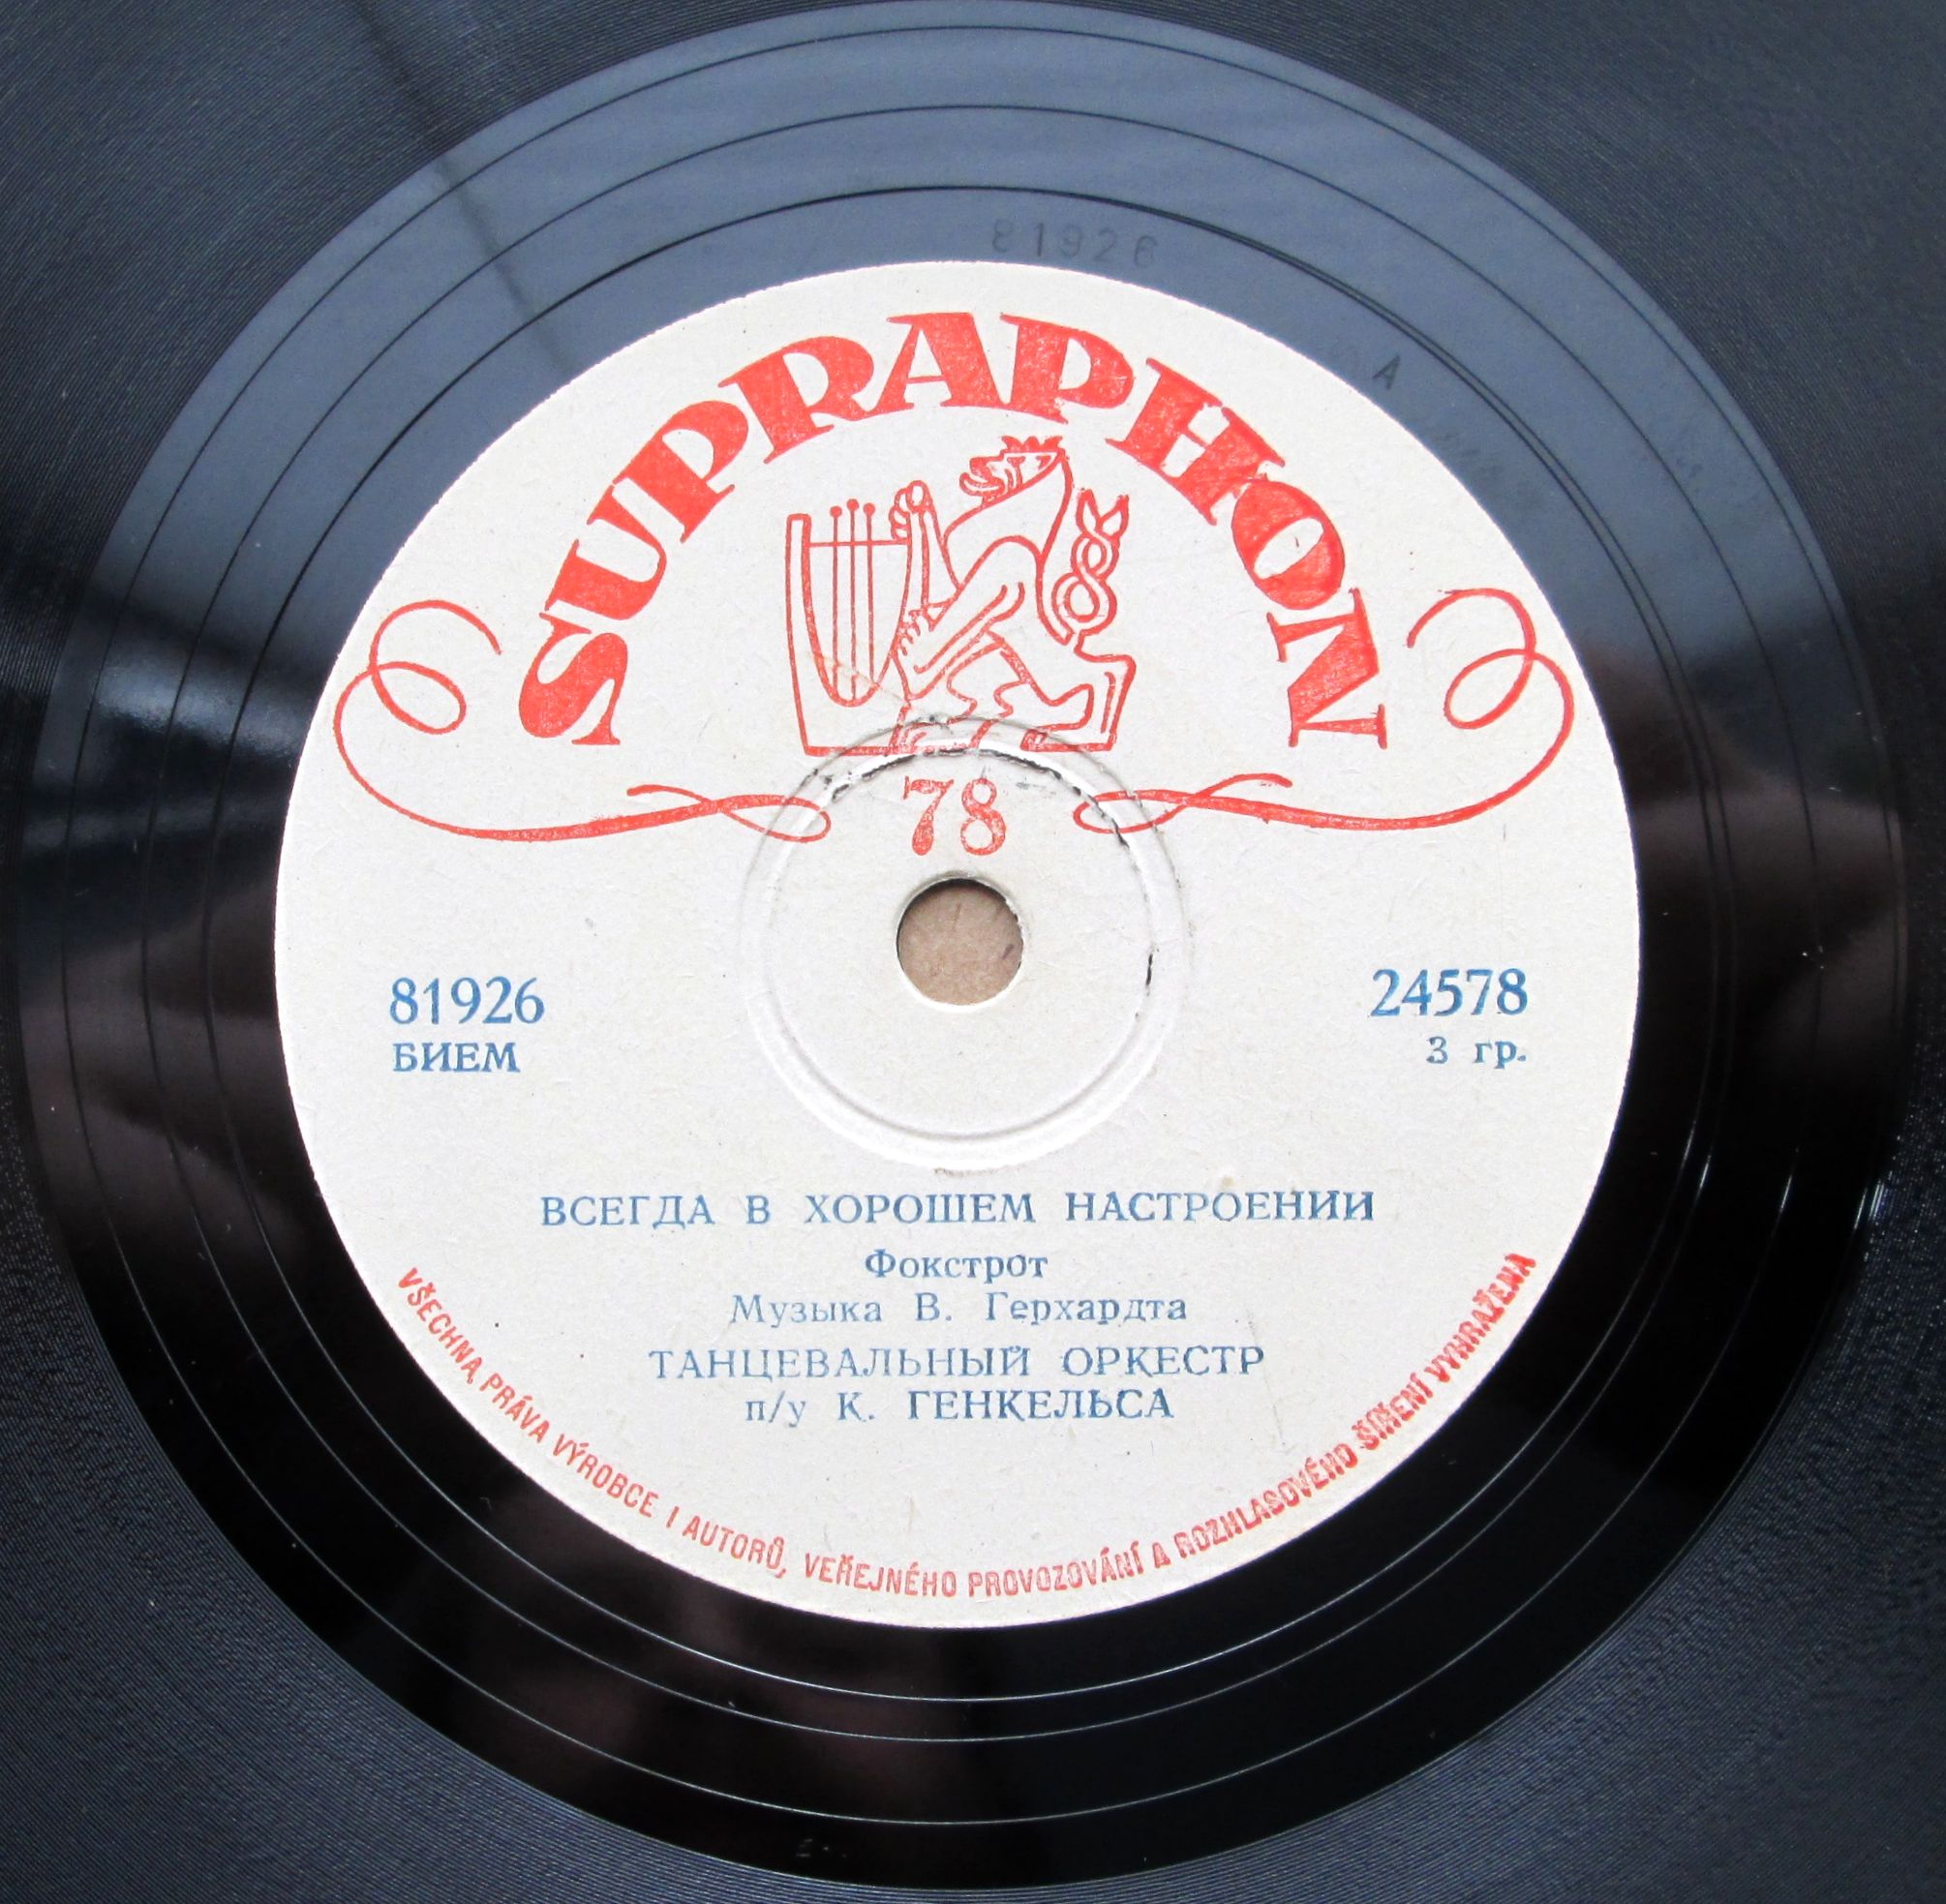 81926
A
SUPRAPHON
78
81926
БИЕМ
24578
3 гр.
ВСЕГДА В ХОРОШЕМ НАСТРОЕНИИ
Фокстрот
Музыка В. Герхардта
ТАНЦЕВАЛЬНЫЙ ОРКЕСТР
п/у К. ГЕНКЕЛЬСА
VŠECHNA PRÁVA VÝROBCE I AUTORŮ, VEŘEJNÉHO PROVOZOVÁNÍ A ROZHLASOVÉHO ŠÍŘENÍ VYHRAŽENA